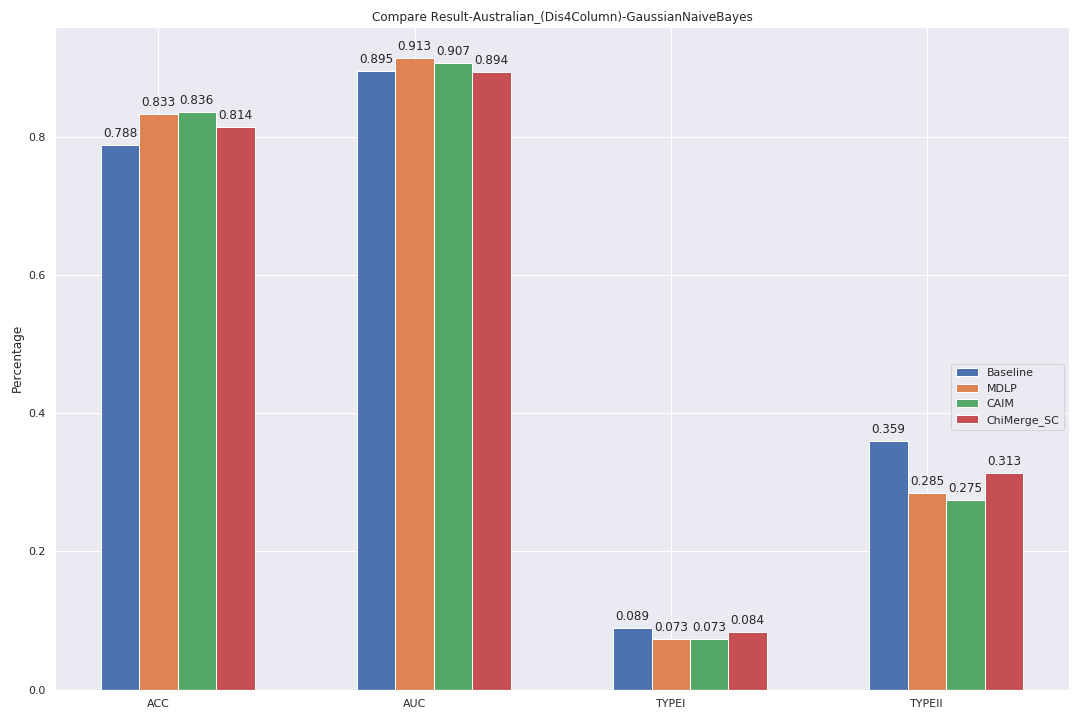 Compare Result-Australian_(Dis4Column)-GaussianNaiveBayes
Percentage
0.8
0.6
0.4
0.2
0.0
0.788
0.833
0.836
0.814
0.895
0.913
0.907
0.894
0.089
0.073
0.073
0.084
0.359
0.285
0.275
0.313
Baseline
MDLP
CAIM
ChiMerge_SC
ACC
AUC
TYPEI
TYPEII